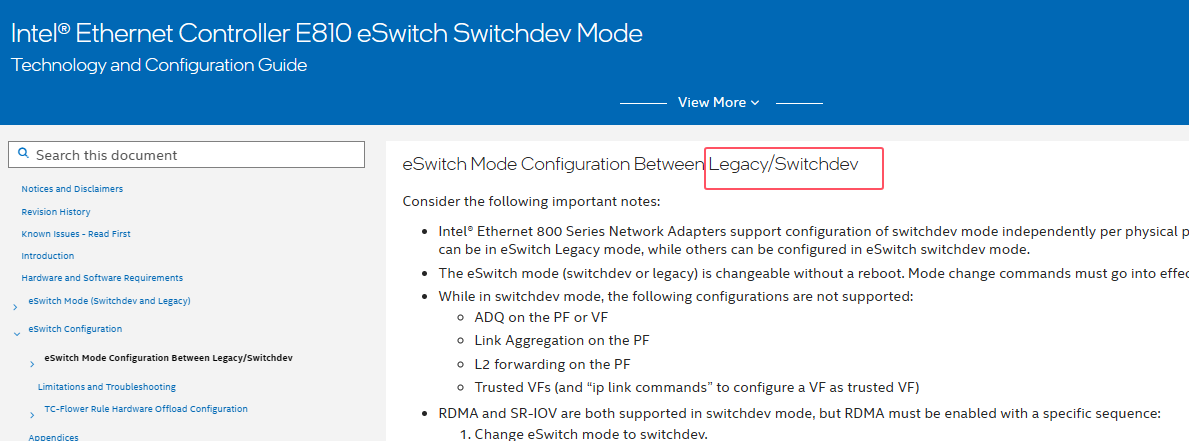 Intel® Ethernet Controller E810 eSwitch Switchdev Mode
Technology and Configuration Guide
View More
Search this document
Notices and Disclaimers
Revision History
Known Issues - Read First
Introduction
Hardware and Software Requirements
eSwitch Mode (Switchdev and Legacy)
eSwitch Configuration
eSwitch Mode Configuration Between Legacy/Switchdev
Limitations and Troubleshooting
TC-Flower Rule Hardware Offload Configuration
Appendices
eSwitch Mode Configuration Between Legacy/Switchdev
Consider the following important notes:
• Intel® Ethernet 800 Series Network Adapters support configuration of switchdev mode independently per physical p
can be in eSwitch Legacy mode, while others can be configured in eSwitch switchdev mode.
• The eSwitch mode (switchdev or legacy) is changeable without a reboot. Mode change commands must go into effec
• While in switchdev mode, the following configurations are not supported:
◦ ADQ on the PF or VF
◦ Link Aggregation on the PF
◦ L2 forwarding on the PF
◦ Trusted VFs (and “ip link commands” to configure a VF as trusted VF)
• RDMA and SR-IOV are both supported in switchdev mode, but RDMA must be enabled with a specific sequence:
1. Change eSwitch mode to switchdev.